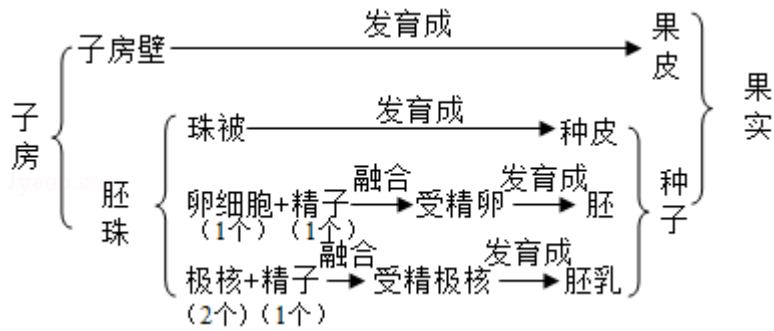 发育成
子房壁
果皮
子房
果实
发育成
珠被
种皮
胚珠
融合
发育成
卵细胞+精子
受精卵
胚
种子
(1个) (1个)
融合
发育成
极核+精子
受精极核
胚乳
(2个) (1个)